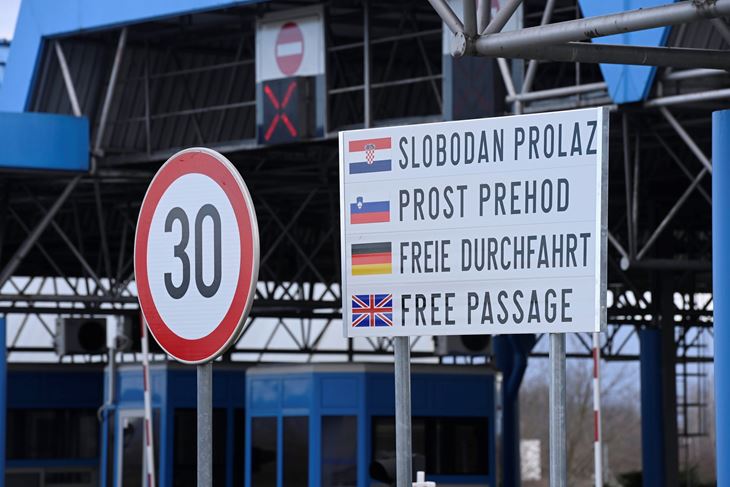 30
SLOBODAN PROLAZ
PROST PREHOD
FREIE DURCHFAHRT
FREE PASSAGE